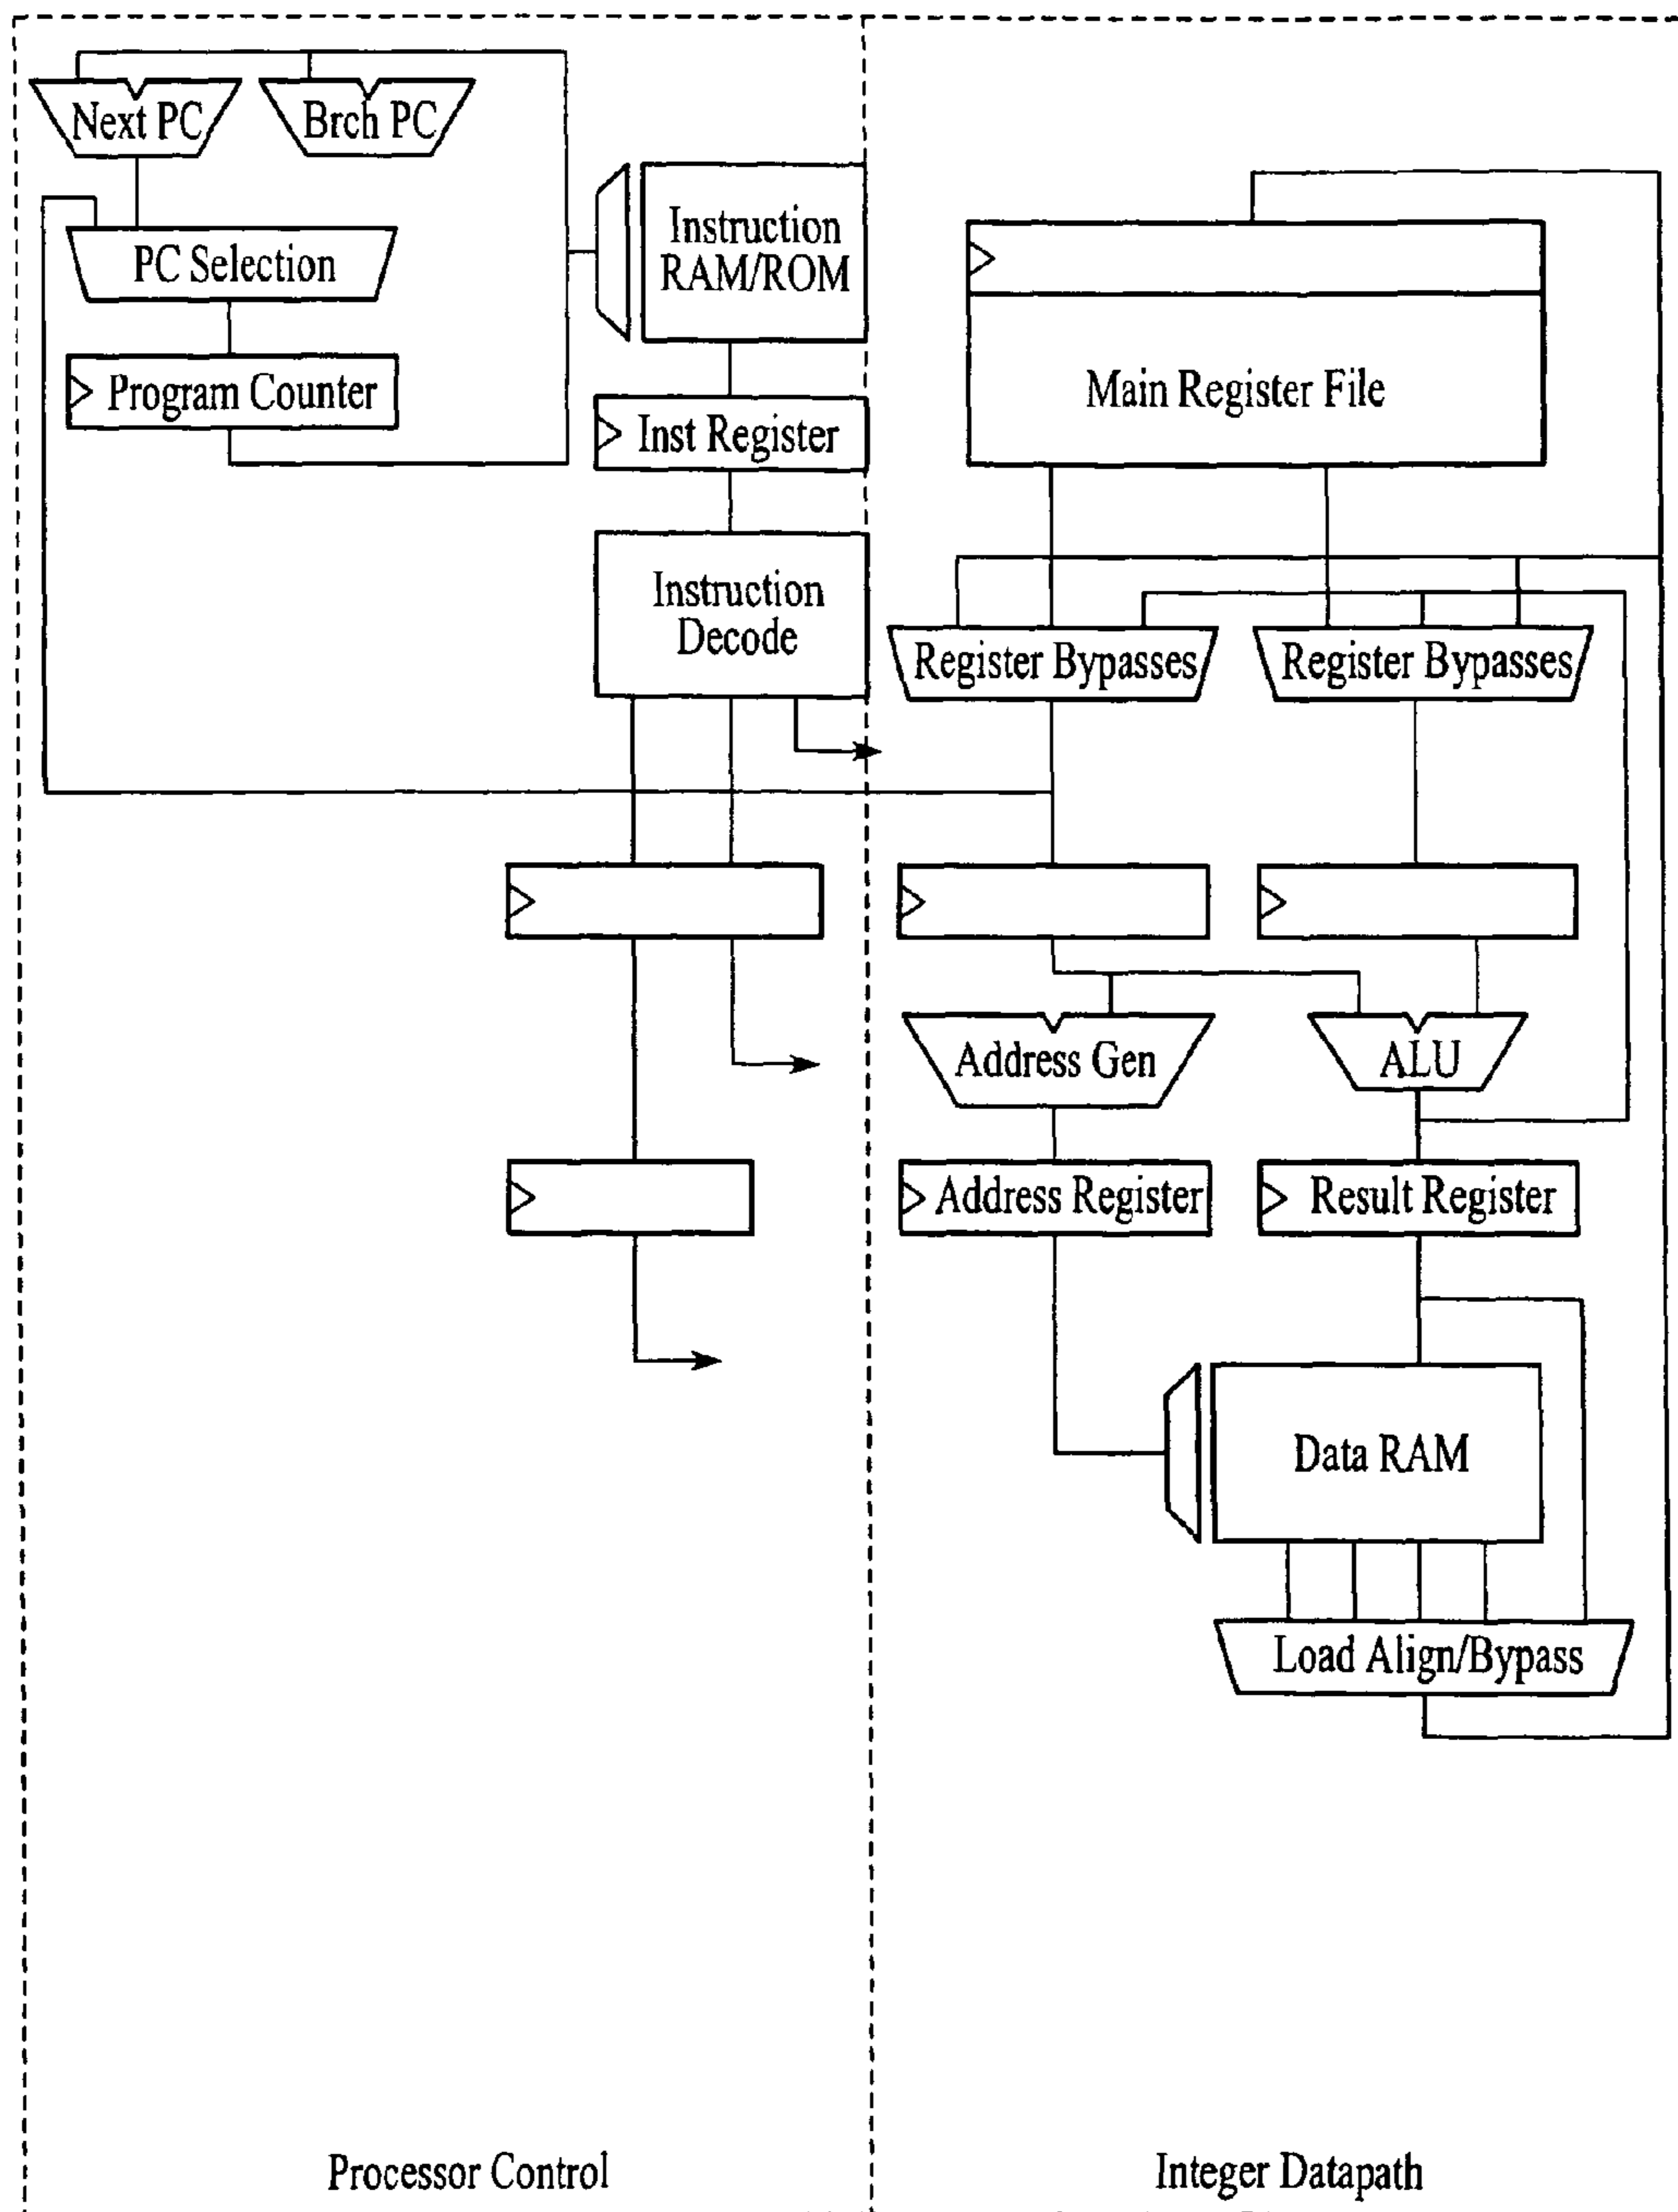 Next PC
Brch PC
PC Selection
Program Counter
Instruction
RAM/ROM
Inst Register
Instruction
Decode
Main Register File
Register Bypasses
Register Bypasses
Address Gen
ALU
Address Register
Result Register
Data RAM
Load Align/Bypass
Processor Control
Integer Datapath